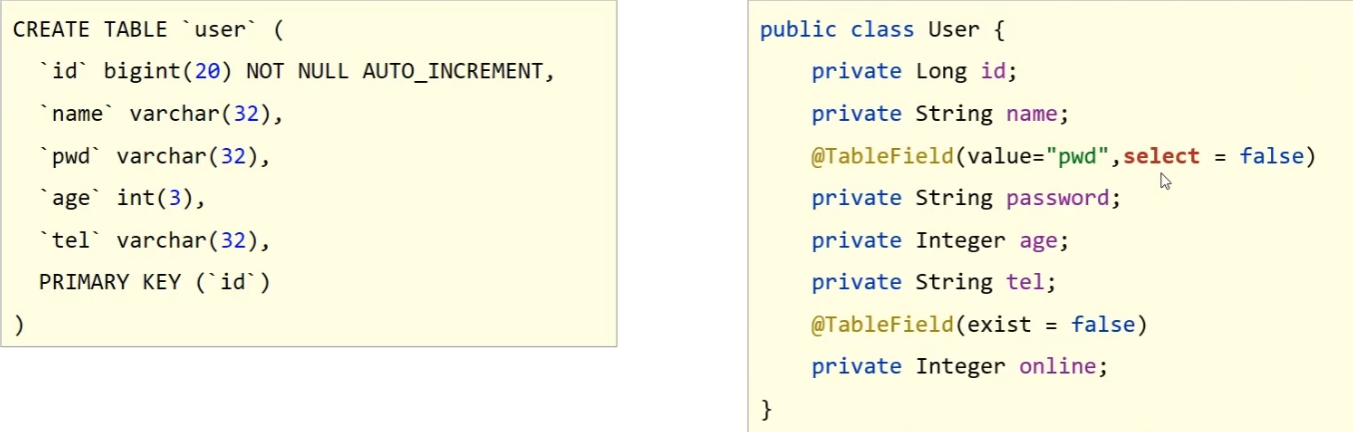 CREATE TABLE `user` (
`id` bigint(20) NOT NULL AUTO_INCREMENT,
`name` varchar(32),
`pwd` varchar(32),
`age` int(3),
`tel` varchar(32),
PRIMARY KEY (`id`)
)
public class User {
private Long id;
private String name;
@TableField(value="pwd",select = false)
private String password;
private Integer age;
private String tel;
@TableField(exist = false)
private Integer online;
}